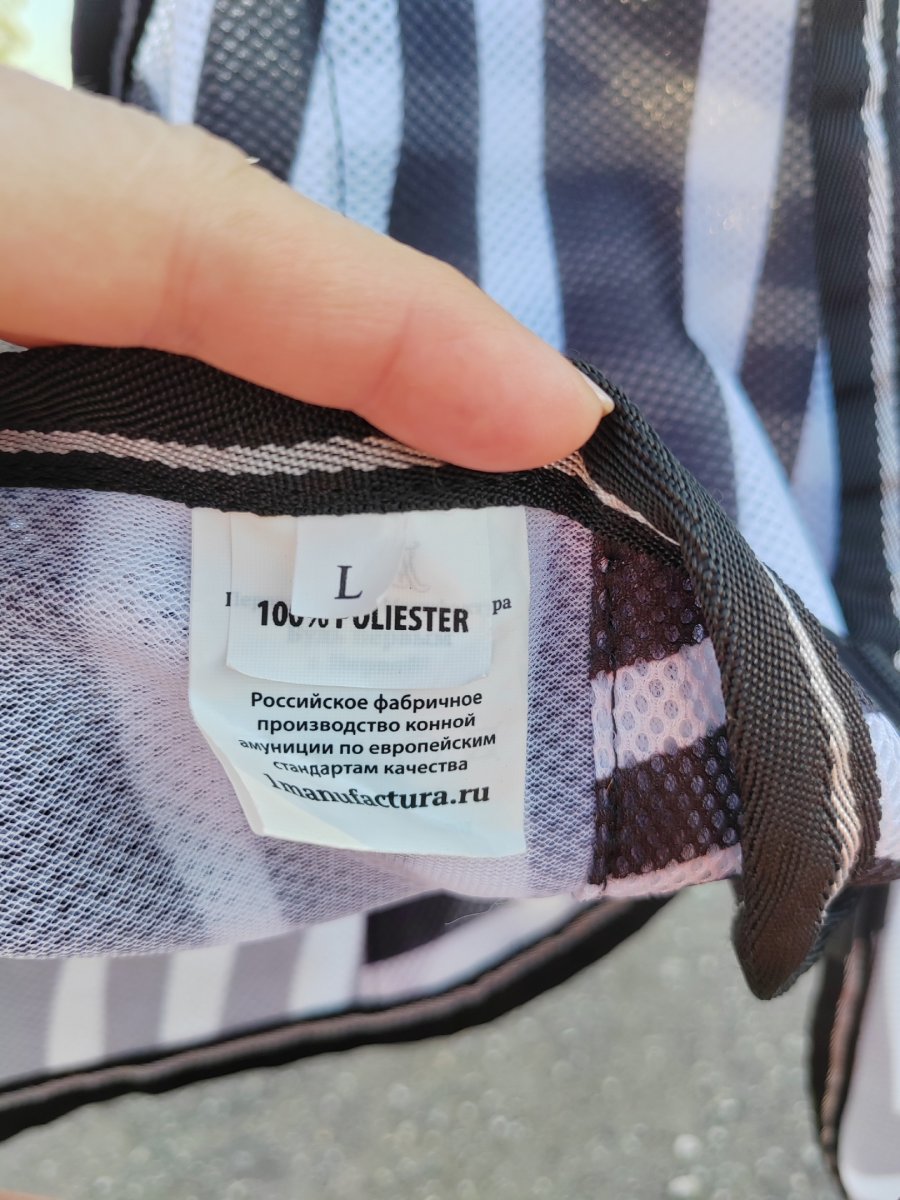 L
100% POLIESTER
Российское фабричное
производство конной
амуниции по европейским
стандартам качества
1manufactura.ru